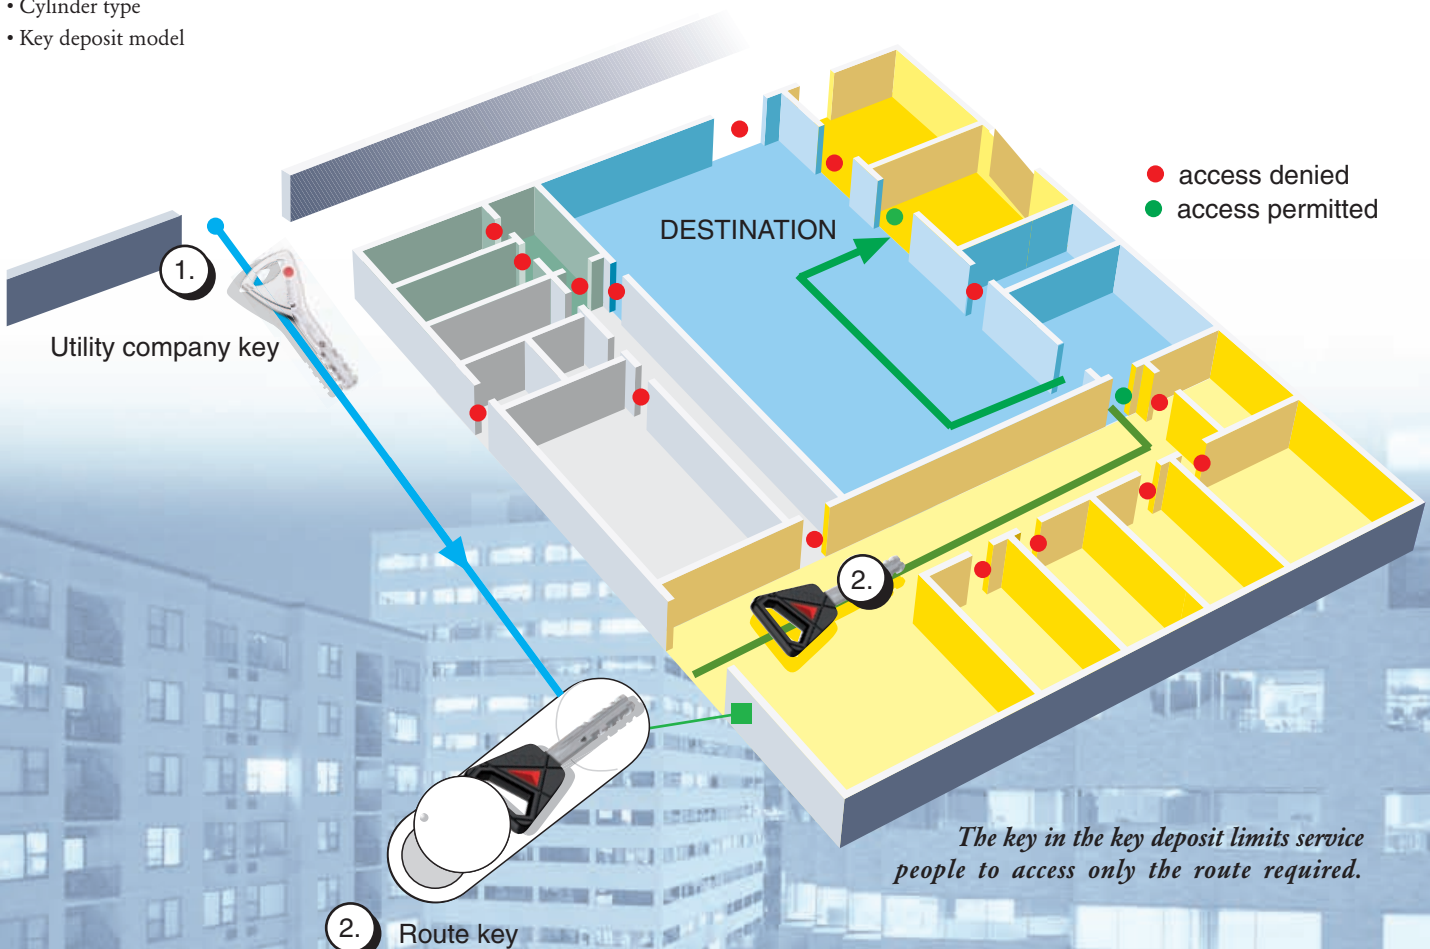 • Cylinder type
• Key deposit model
access denied
access permitted
DESTINATION
1.
Utility company key
2.
The key in the key deposit limits service
people to access only the route required.
2. Route key